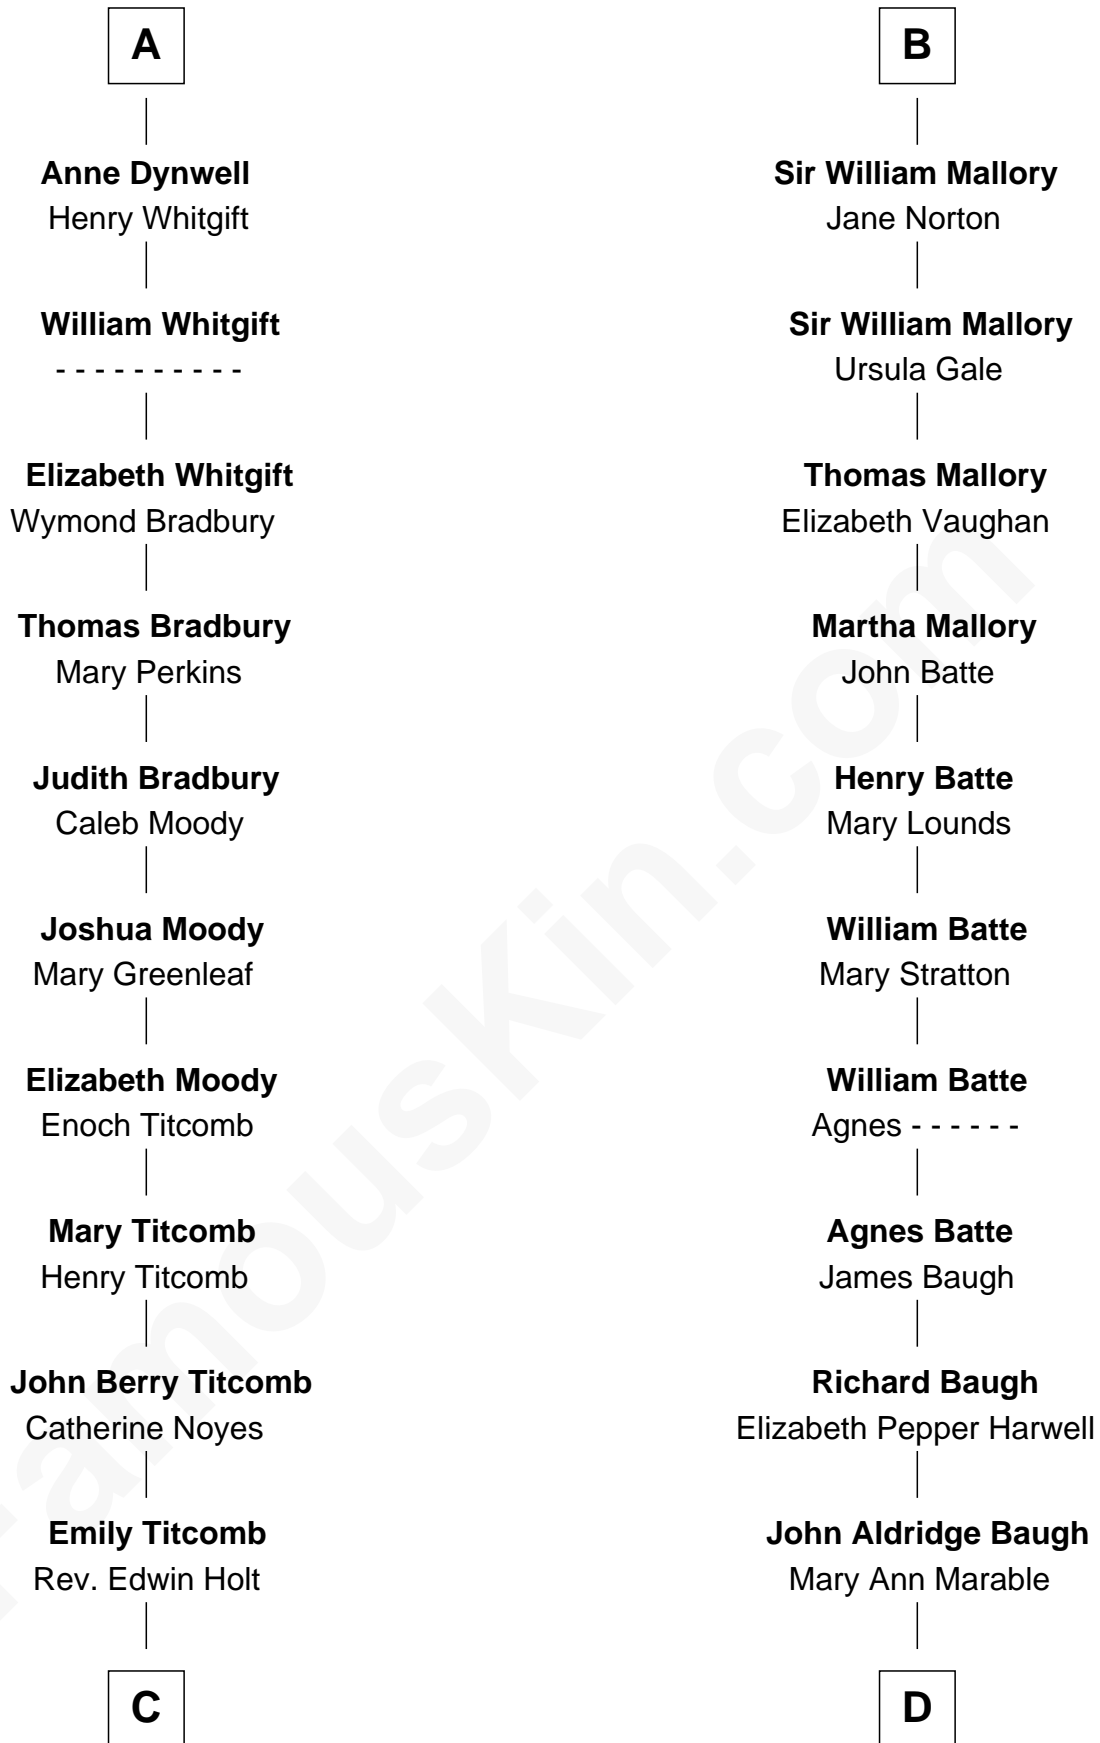 A
Anne Dynwell
Henry Whitgift
William Whitgift
- - - - - - - - - -
Elizabeth Whitgift
Wymond Bradbury
Thomas Bradbury
Mary Perkins
Judith Bradbury
Caleb Moody
Joshua Moody
Mary Greenleaf
Elizabeth Moody
Enoch Titcomb
Mary Titcomb
Henry Titcomb
John Berry Titcomb
Catherine Noyes
Emily Titcomb
Rev. Edwin Holt
C
B
Sir William Mallory
Jane Norton
Sir William Mallory
Ursula Gale
Thomas Mallory
Elizabeth Vaughan
Martha Mallory
John Batte
Henry Batte
Mary Lounds
William Batte
Mary Stratton
William Batte
Agnes - - - - - -
Agnes Batte
James Baugh
Richard Baugh
Elizabeth Pepper Harwell
John Aldridge Baugh
Mary Ann Marable
D
FamousKin.com